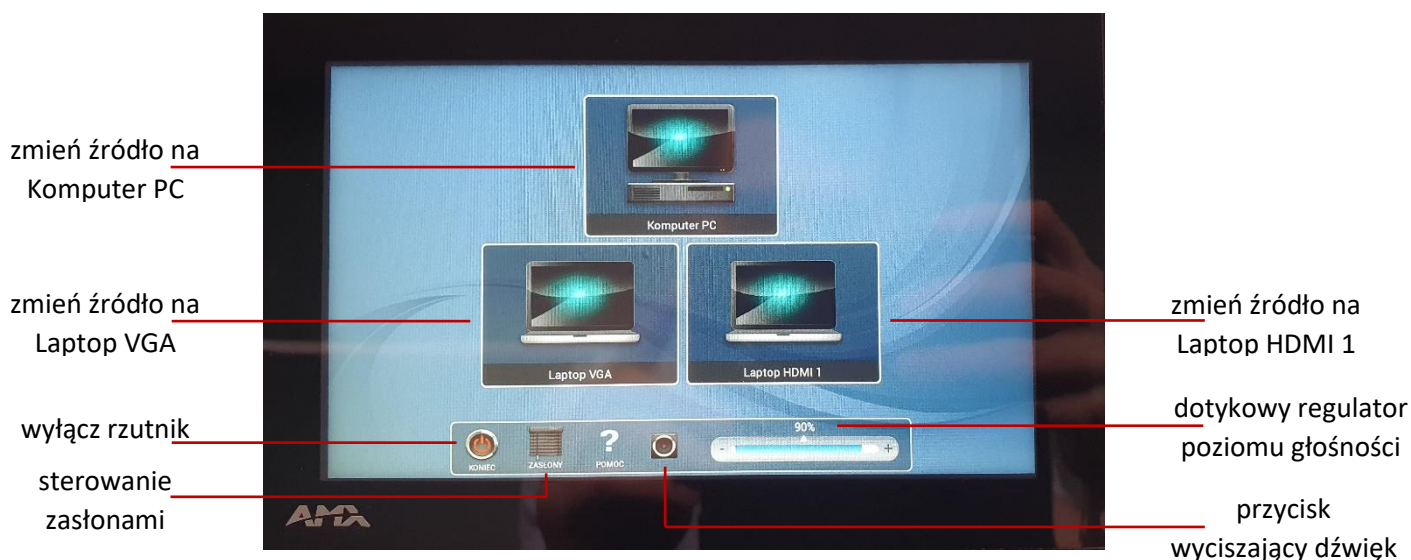 zmień źródło na
Komputer PC
Komputer PC
zmień źródło na
Laptop VGA
Laptop VGA
Laptop HDMI 1
zmień źródło na
Laptop HDMI 1
wyłącz rzutnik
sterowanie
zasłonami
KONIEC
ZASŁONY
?
POMOC
90%
- +
dotykowy regulator
poziomu głośności
przycisk
wyciszający dźwięk
AMX